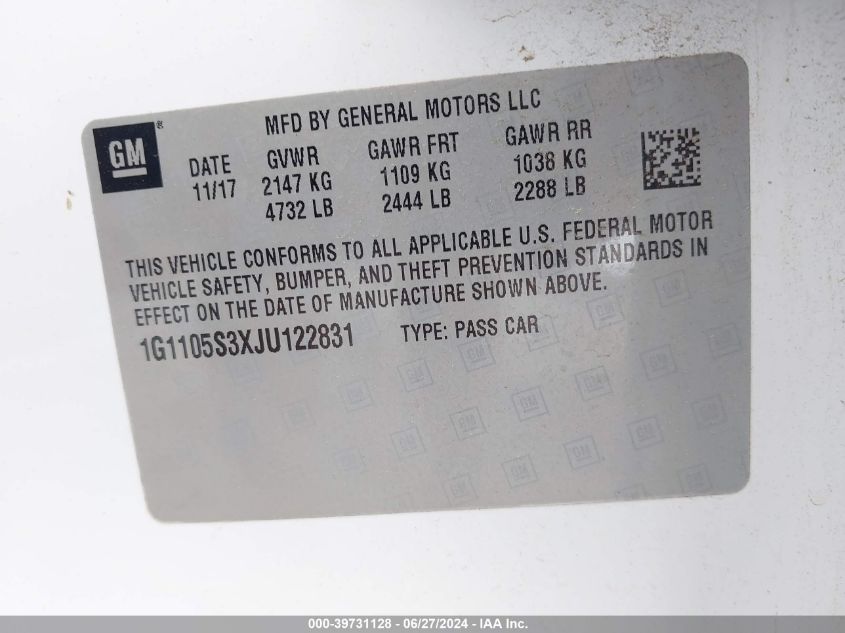 MFD BY GENERAL MOTORS LLC
GM®
DATE GVWR GAWR FRT GAWR RR
11/17 2147 KG 1109 KG 1038 KG
4732 LB 2444 LB 2288 LB
THIS VEHICLE CONFORMS TO ALL APPLICABLE U.S. FEDERAL MOTOR
VEHICLE SAFETY, BUMPER, AND THEFT PREVENTION STANDARDS IN
EFFECT ON THE DATE OF MANUFACTURE SHOWN ABOVE.
1G1105S3XJU122831 TYPE: PASS CAR
000-39731128 - 06/27/2024 - IAA Inc.